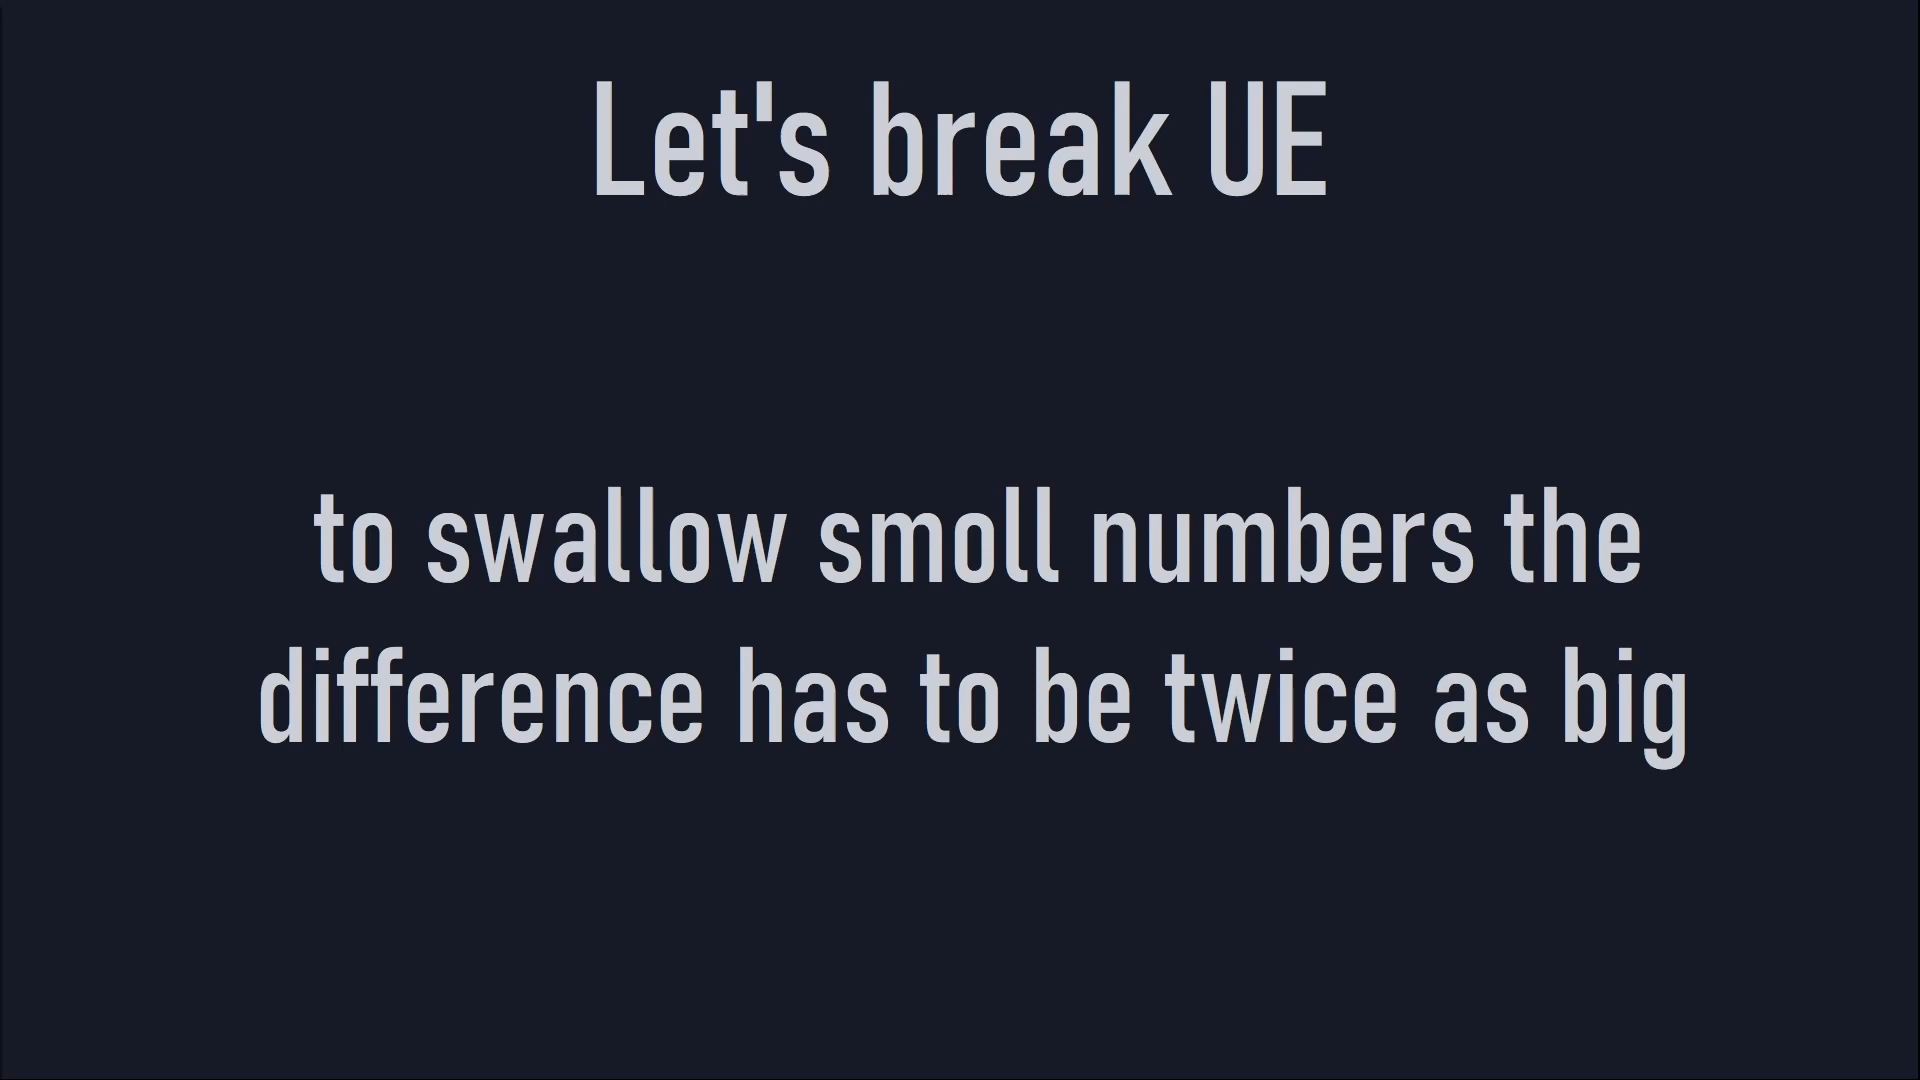 Let's break UE
to swallow smoll numbers the
difference has to be twice as big